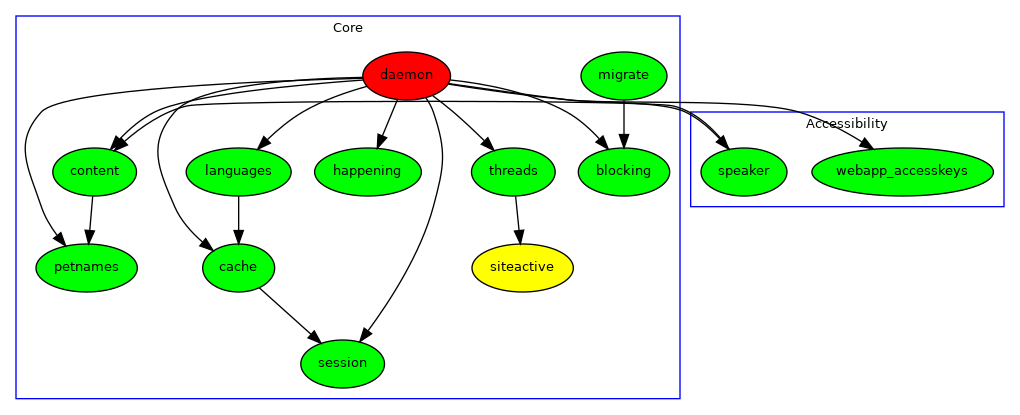 Core
daemon
migrate
Accessibility
content
languages
happening
threads
blocking
speaker
webapp_accesskeys
petnames
cache
siteactive
session